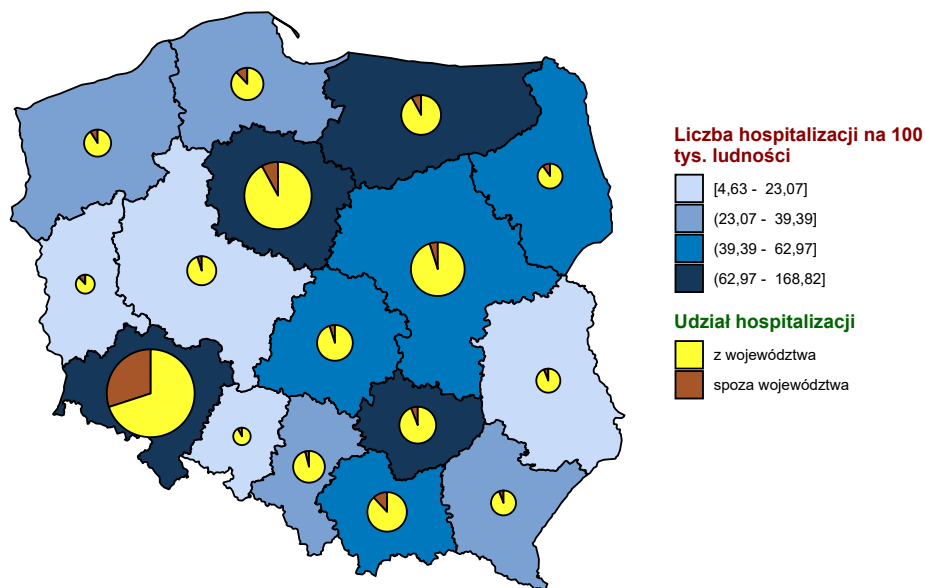 Liczba hospitalizacji na 100
tys. ludności
[4,63 - 23,07]
(23,07 - 39,39]
(39,39 - 62,97]
(62,97 - 168,82]
Udział hospitalizacji
z województwa
spoza województwa